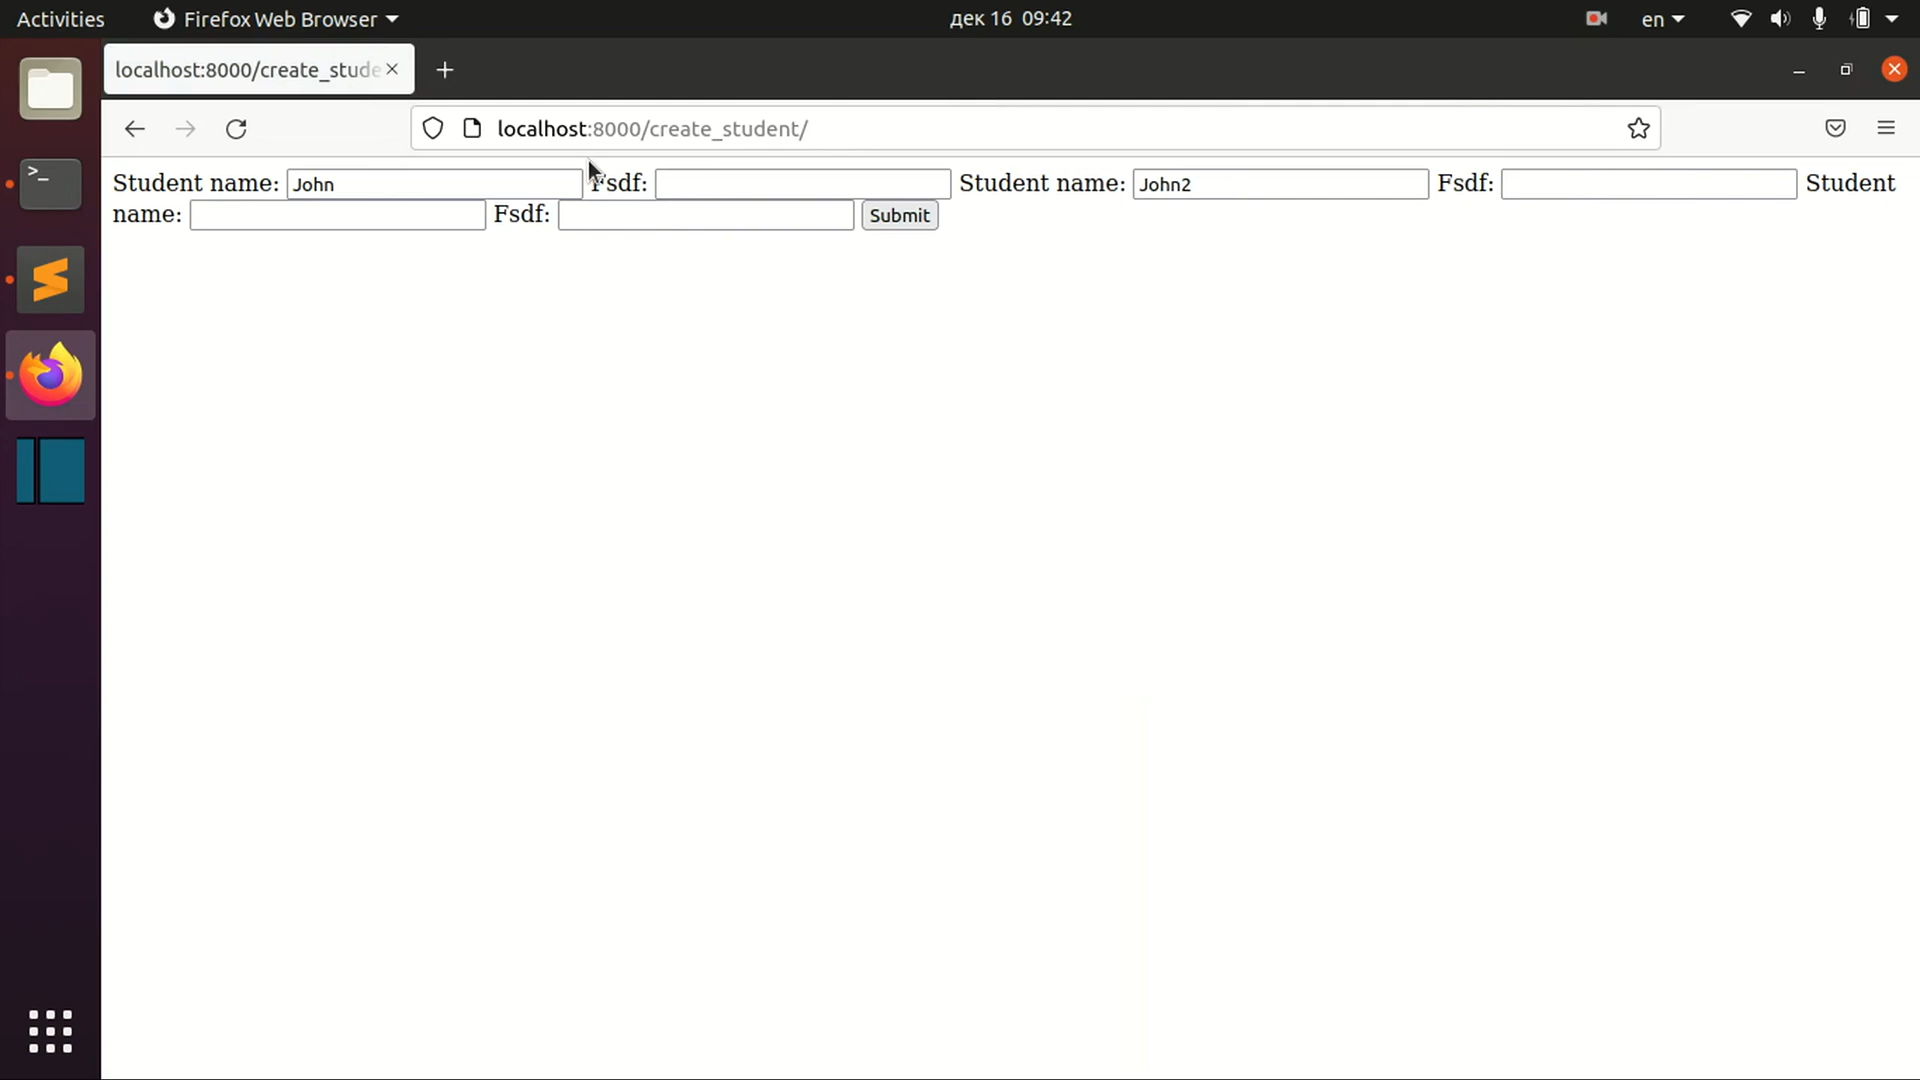 Activities Firefox Web Browser дек 16 09:42 en
localhost:8000/create_stude
localhost:8000/create_student/
Student name: John Fsdf: Student name: John2 Fsdf: Student
name: Fsdf: Submit